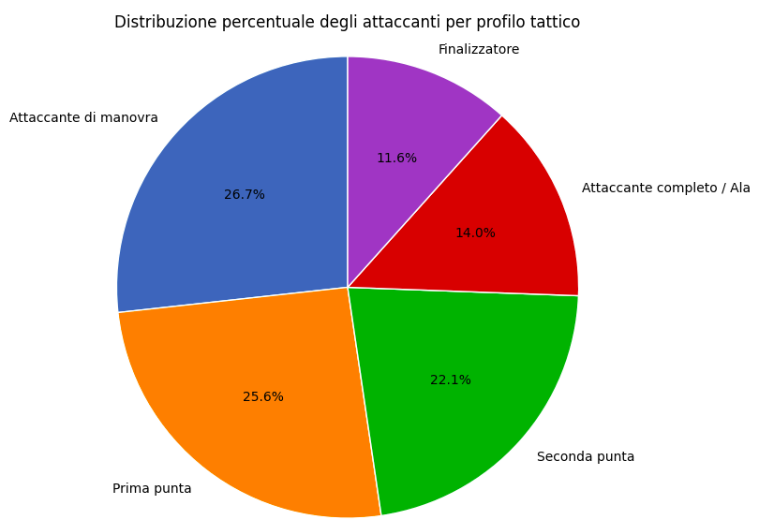 Distribuzione percentuale degli attaccanti per profilo tattico
Finalizzatore
Attaccante di manovra
11.6%
Attaccante completo / Ala
26.7%
14.0%
22.1%
25.6%
Seconda punta
Prima punta